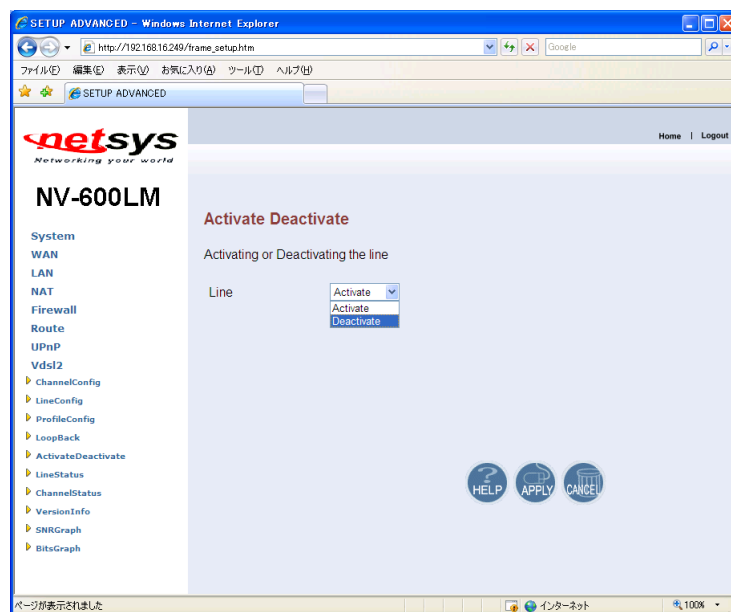 SETUP ADVANCED - Windows Internet Explorer
http://192.168.16.249/frame_setup.htm
Google
ファイル(F) 編集(E) 表示(V) お気に入り(A) ツール(T) ヘルプ(H)
SETUP ADVANCED
netsys
Networking your world
Home | Logout
NV-600LM
System
WAN
LAN
NAT
Firewall
Route
UPnP
Vdsl2
ChannelConfig
LineConfig
ProfileConfig
LoopBack
ActivateDeactivate
LineStatus
ChannelStatus
VersionInfo
SNRGraph
BitsGraph
Activate Deactivate
Activating or Deactivating the line
Line
Activate
Activate
Deactivate
HELP
APPLY
CANCEL
ページが表示されました
インターネット
100%